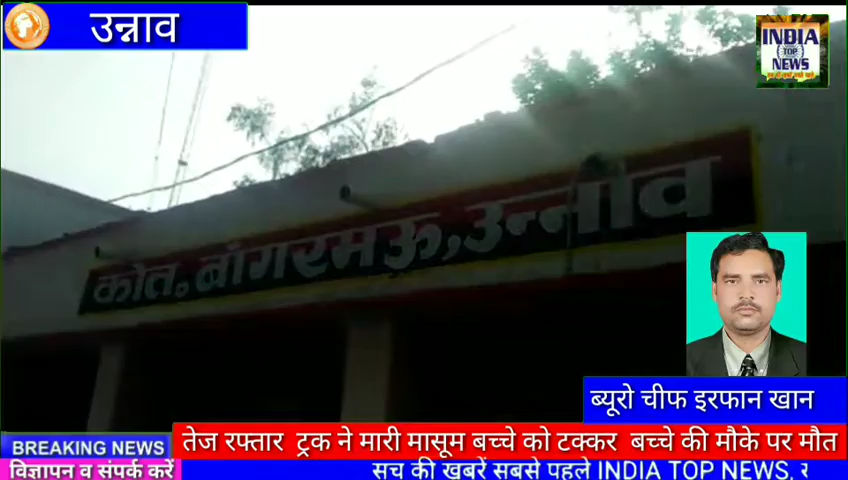 उन्नाव
INDIA
TOP
NEWS
कोत. बांगरमऊ, उन्नाव
ब्यूरो चीफ इरफान खान
BREAKING NEWS
तेज रफ्तार ट्रक ने मारी मासूम बच्चे को टक्कर बच्चे की मौके पर मौत
विज्ञापन व संपर्क करें
सच की खबरें सबसे पहले INDIA TOP NEWS.